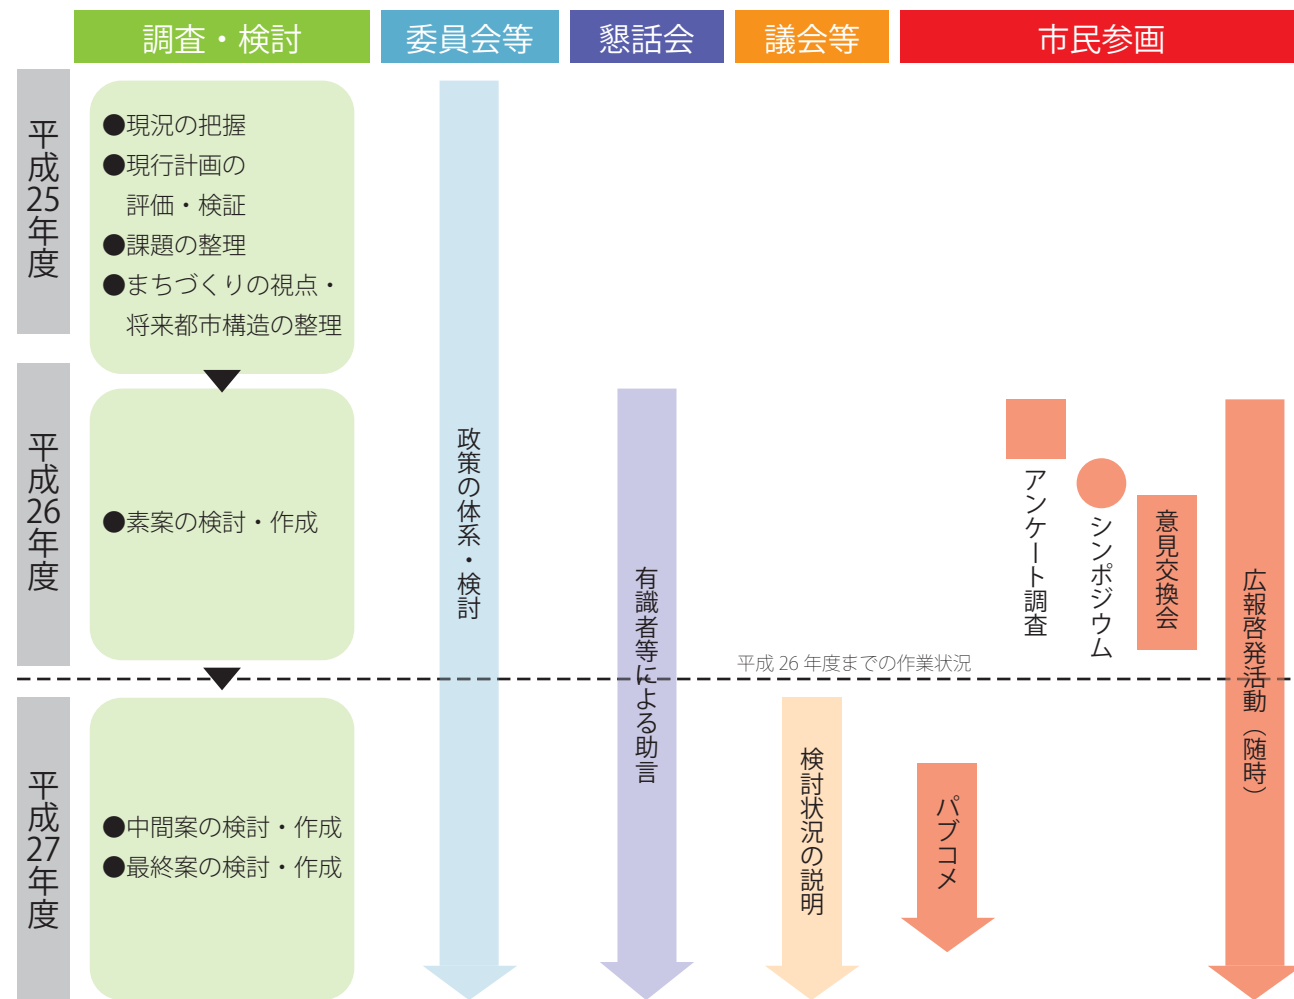 調査・検討
委員会等
懇話会
議会等
市民参画
平成25年度
●現況の把握
●現行計画の
評価・検証
●課題の整理
●まちづくりの視点・
将来都市構造の整理
平成26年度
●素案の検討・作成
政策の体系・検討
有識者等による助言
アンケート調査
シンポジウム
意見交換会
広報啓発活動（随時）
平成 26 年度までの作業状況
平成27年度
●中間案の検討・作成
●最終案の検討・作成
検討状況の説明
パブコメ